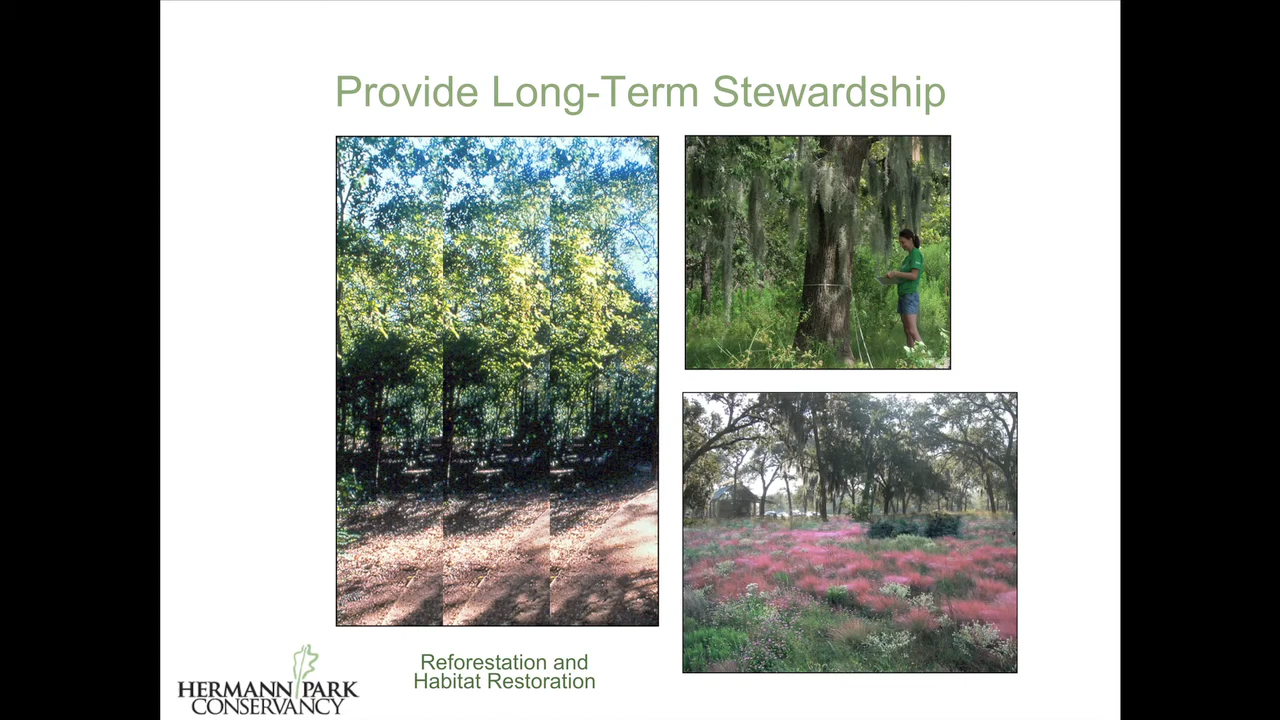 Provide Long-Term Stewardship
Reforestation and
Habitat Restoration
HERMANN PARK
CONSERVANCY